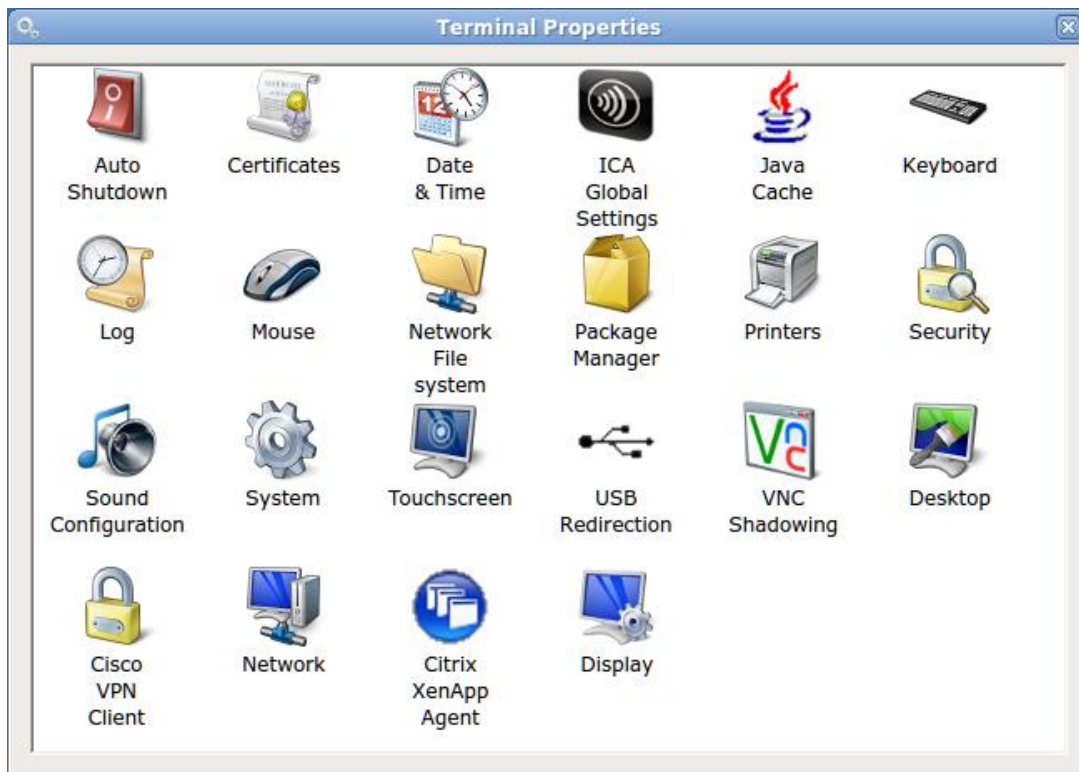 Terminal Properties
Auto
Shutdown
Certificates
Date
& Time
ICA
Global
Settings
Java
Cache
Keyboard
Log
Mouse
Network
File
system
Package
Manager
Printers
Security
Sound
Configuration
System
Touchscreen
USB
Redirection
VNC
Shadowing
Desktop
Cisco
VPN
Client
Network
Citrix
XenApp
Agent
Display